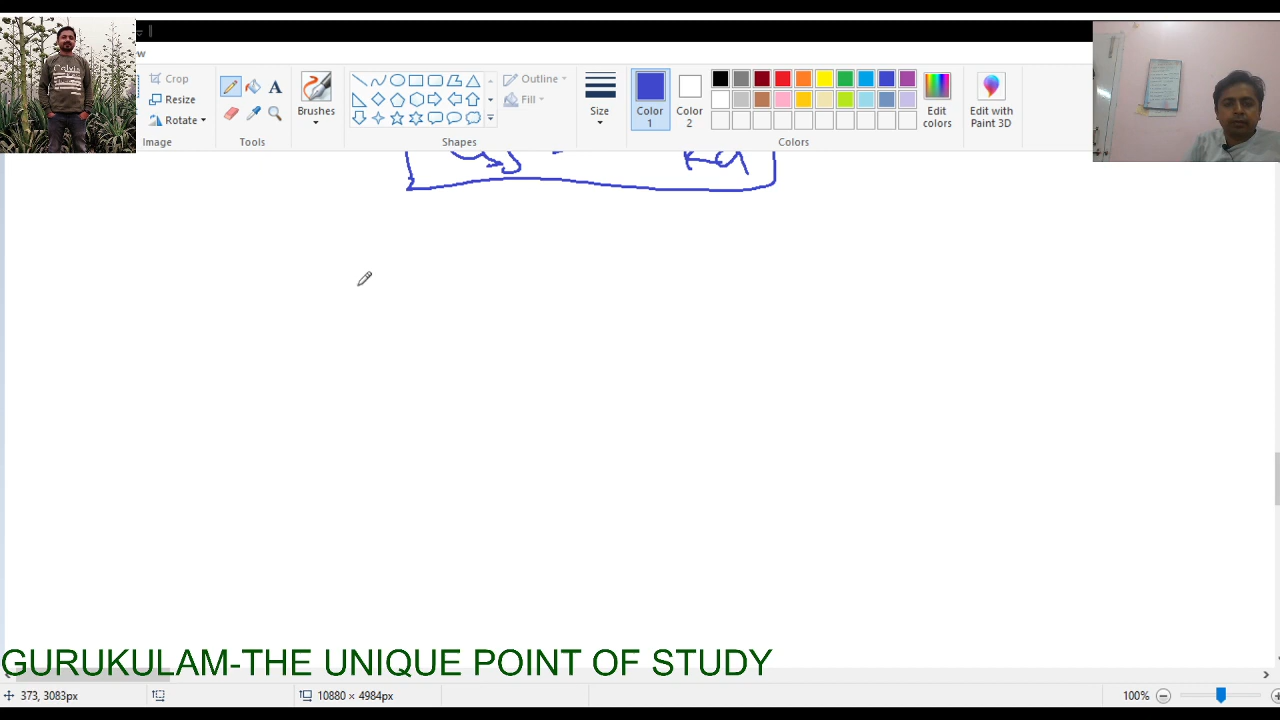 w
Crop
Resize
Rotate
Image
Tools
Brushes
Shapes
Outline
Fill
Size
Color 1
Color 2
Edit colors
Edit with Paint 3D
Colors
Kd
GURUKULAM-THE UNIQUE POINT OF STUDY
373, 3083px
10880 × 4984px
100%